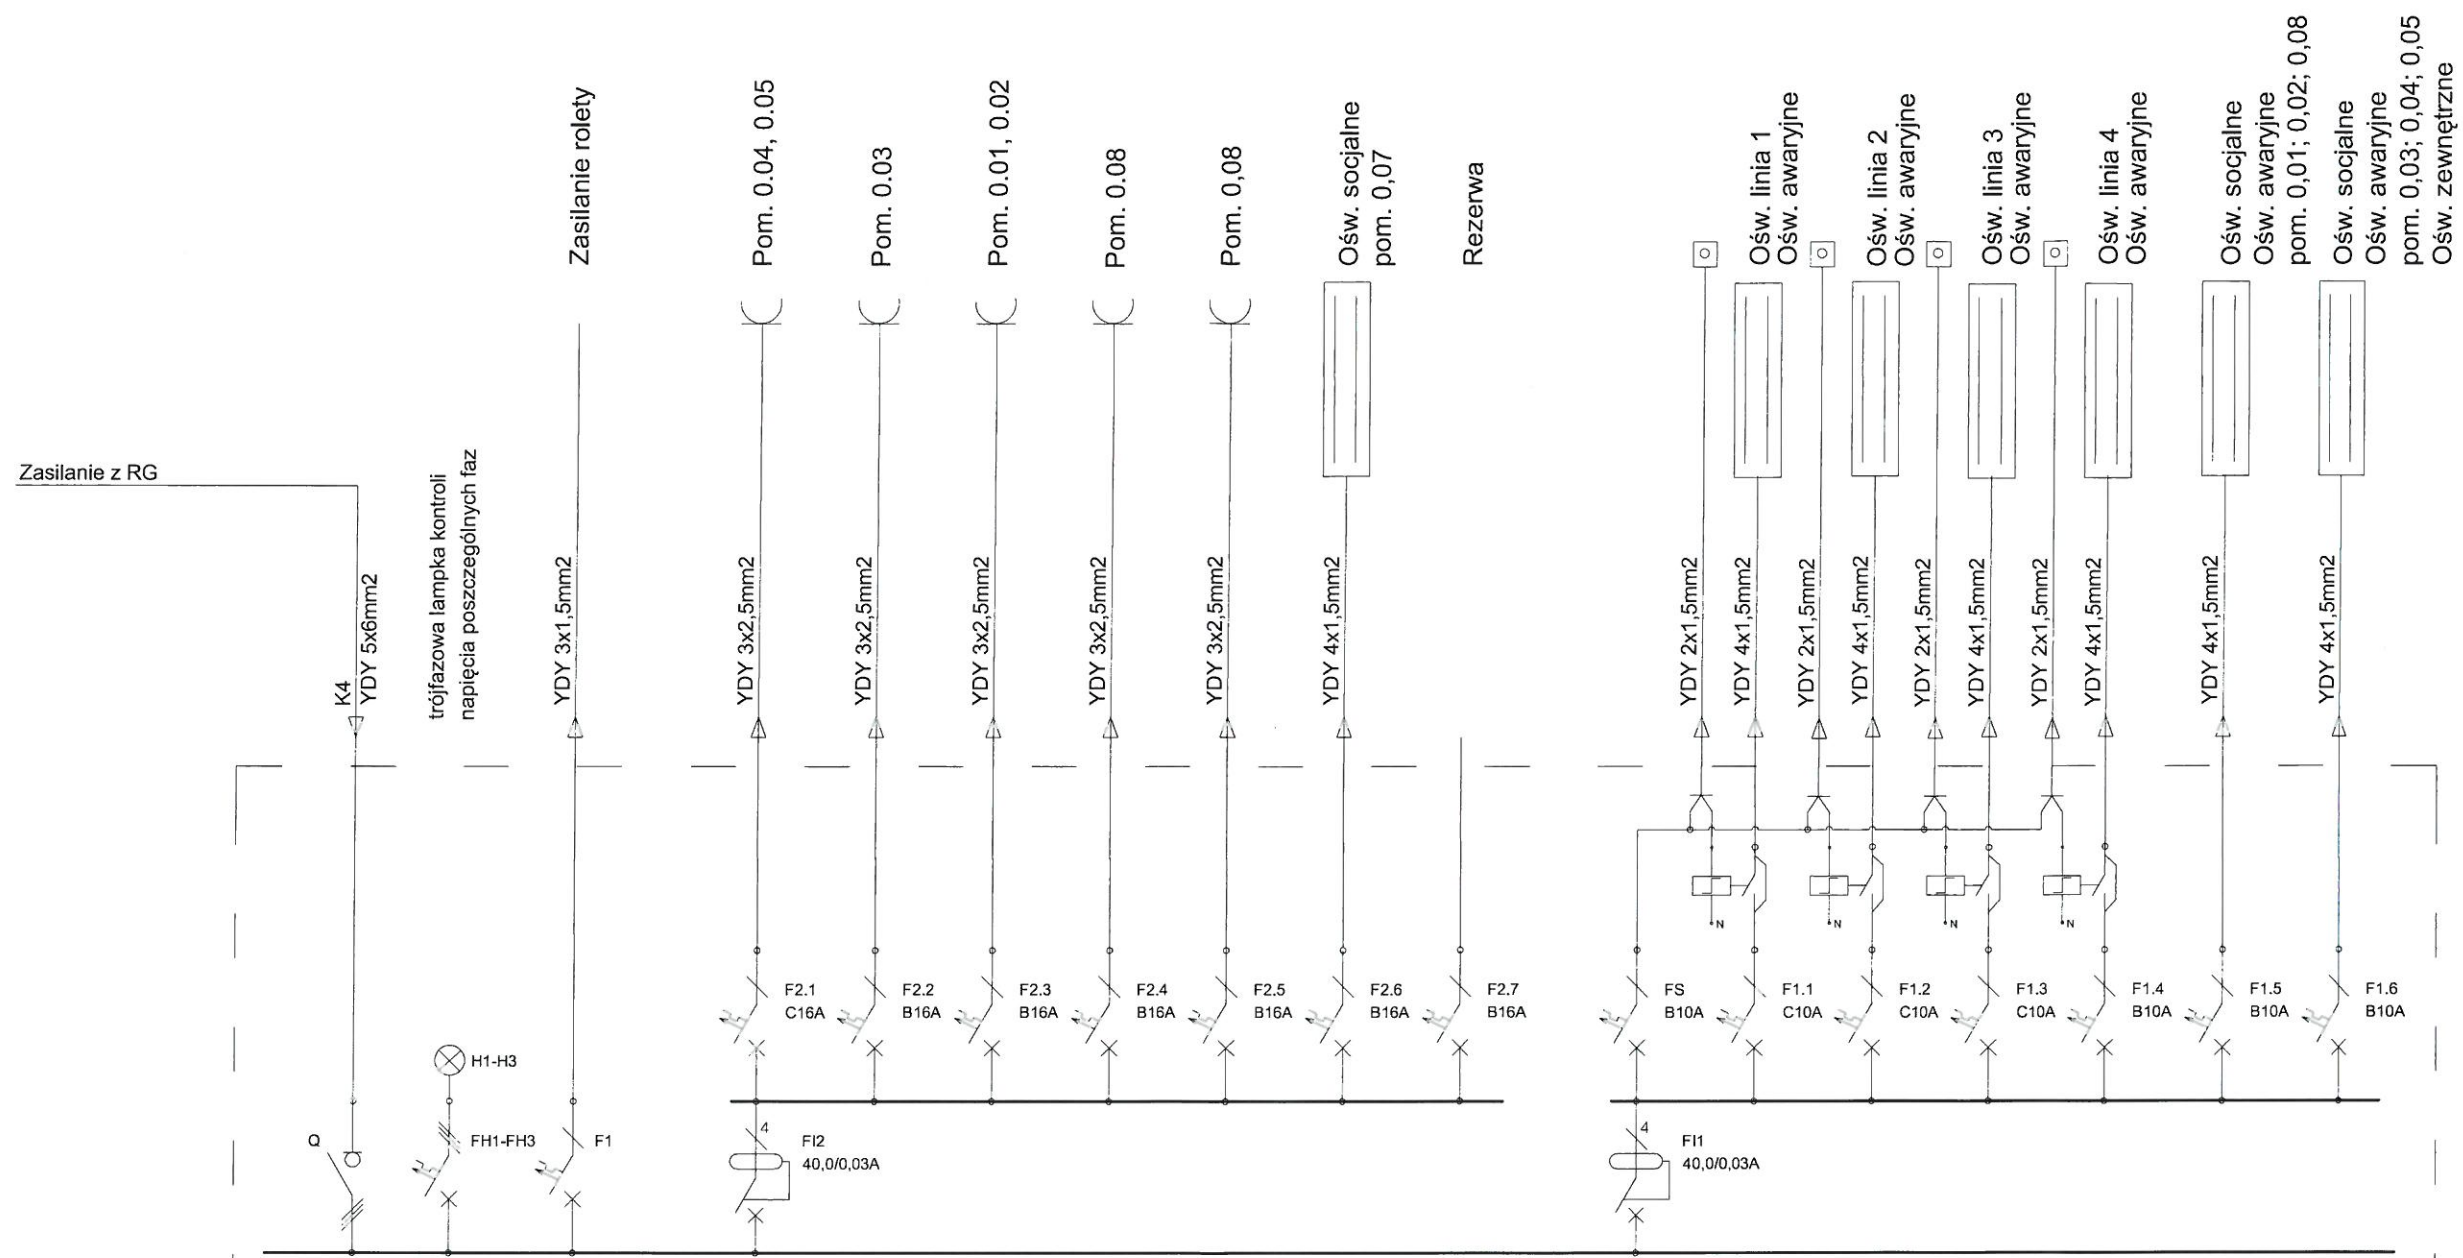 Zasilanie z RG
K4
YDY 5x6mm2
trójfazowa lampka kontroli
napięcia poszczególnych faz
Zasilanie rolety
YDY 3x1,5mm2
Pom. 0.04, 0.05
YDY 3x2,5mm2
Pom. 0.03
YDY 3x2,5mm2
Pom. 0.01, 0.02
YDY 3x2,5mm2
Pom. 0.08
YDY 3x2,5mm2
Pom. 0,08
YDY 3x2,5mm2
Ośw. socjalne
pom. 0,07
YDY 4x1,5mm2
Rezerwa
YDY 2x1,5mm2
Ośw. linia 1
Ośw. awaryjne
YDY 4x1,5mm2
YDY 2x1,5mm2
Ośw. linia 2
Ośw. awaryjne
YDY 4x1,5mm2
YDY 2x1,5mm2
Ośw. linia 3
Ośw. awaryjne
YDY 4x1,5mm2
YDY 2x1,5mm2
Ośw. linia 4
Ośw. awaryjne
YDY 4x1,5mm2
Ośw. socjalne
Ośw. awaryjne
pom. 0,01; 0,02; 0,08
YDY 4x1,5mm2
Ośw. socjalne
Ośw. awaryjne
pom. 0,03; 0,04; 0,05
Ośw. zewnętrzne
YDY 4x1,5mm2
N
N
N
N
F2.1
C16A
F2.2
B16A
F2.3
B16A
F2.4
B16A
F2.5
B16A
F2.6
B16A
F2.7
B16A
FS
B10A
F1.1
C10A
F1.2
C10A
F1.3
C10A
F1.4
B10A
F1.5
B10A
F1.6
B10A
H1-H3
Q
FH1-FH3
F1
4
FI2
40,0/0,03A
4
FI1
40,0/0,03A